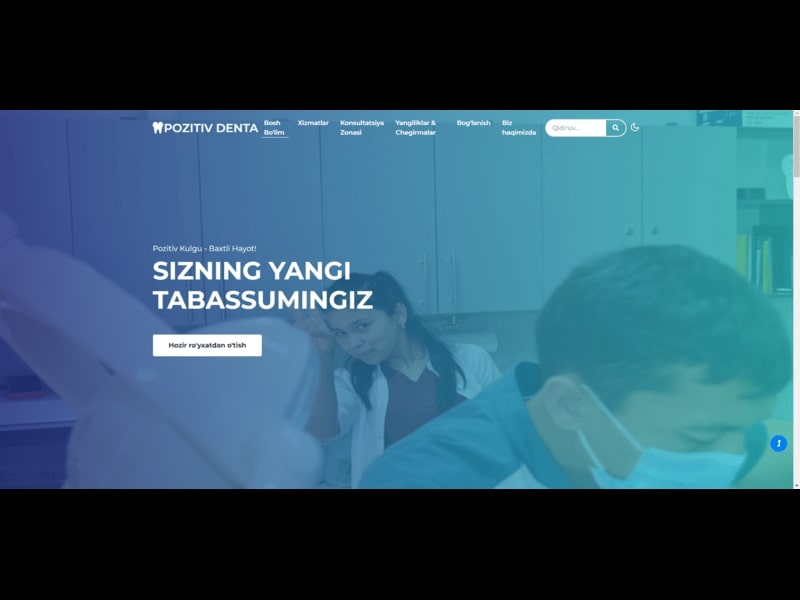 POZITIV DENTA
Bosh
Bo'lim
Xizmatlar
Konsultatsiya
Zonasi
Yangiliklar &
Chegirmalar
Bog'lanish
Biz
haqimizda
Qidiruv..
Pozitiv Kulgu - Baxtli Hayot!
SIZNING YANGI
TABASSUMINGIZ
Hozir ro'yxatdan o'tish